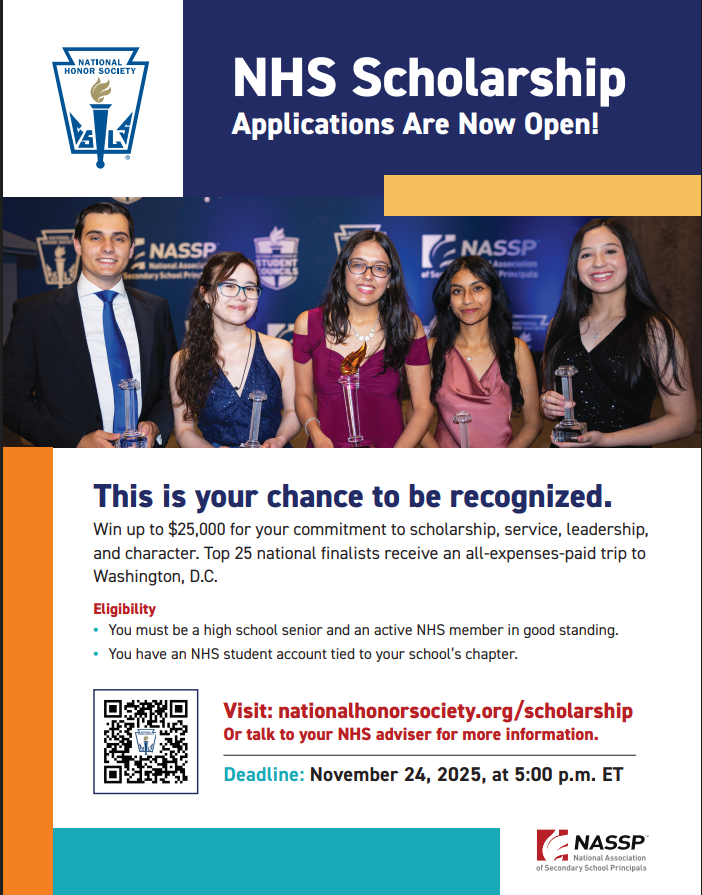 NATIONAL
HONOR SOCIETY
S L
®
NHS Scholarship
Applications Are Now Open!
NATIONAL
HONOR SOCIETY
NASSP
National Association
of Secondary School Principals
STUDENT
COUNCILS
NASSP
National Association
of Secondary School Principals
This is your chance to be recognized.
Win up to $25,000 for your commitment to scholarship, service, leadership,
and character. Top 25 national finalists receive an all-expenses-paid trip to
Washington, D.C.
Eligibility
• You must be a high school senior and an active NHS member in good standing.
• You have an NHS student account tied to your school’s chapter.
Visit: nationalhonorsociety.org/scholarship
Or talk to your NHS adviser for more information.
Deadline: November 24, 2025, at 5:00 p.m. ET
NASSP™
National Association
of Secondary School Principals